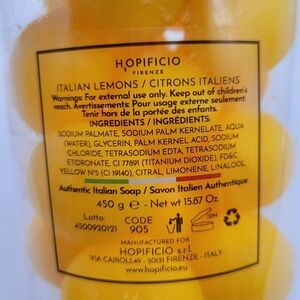 HOPIFICIO
FIRENZE
ITALIAN LEMONS / CITRONS ITALIENS
Warnings: For external use only. Keep out of children's
reach. Avertissements: Pour usage externe seulement.
Tenir hors de la portée des enfants.
INGREDIENTS / INGRÉDIENTS:
SODIUM PALMATE, SODIUM PALM KERNELATE, AQUA
(WATER), GLYCERIN, PALM KERNEL ACID, SODIUM
CHLORIDE, TETRASODIUM EDTA, TETRASODIUM
ETIDRONATE, CI 77891 (TITANIUM DIOXIDE), FD&C
YELLOW N°5 (CI 19140), CITRAL, LIMONENE, LINALOOL.
Authentic Italian Soap / Savon Italien Authentique
450 g e Net wt 15.87 Oz.
Lotto: CODE
4500920121 905
12M
MANUFACTURED FOR
HOPIFICIO s.r.l.
VIA CAIROLI,49 - 50131 FIRENZE - ITALY
www.hopificio.eu